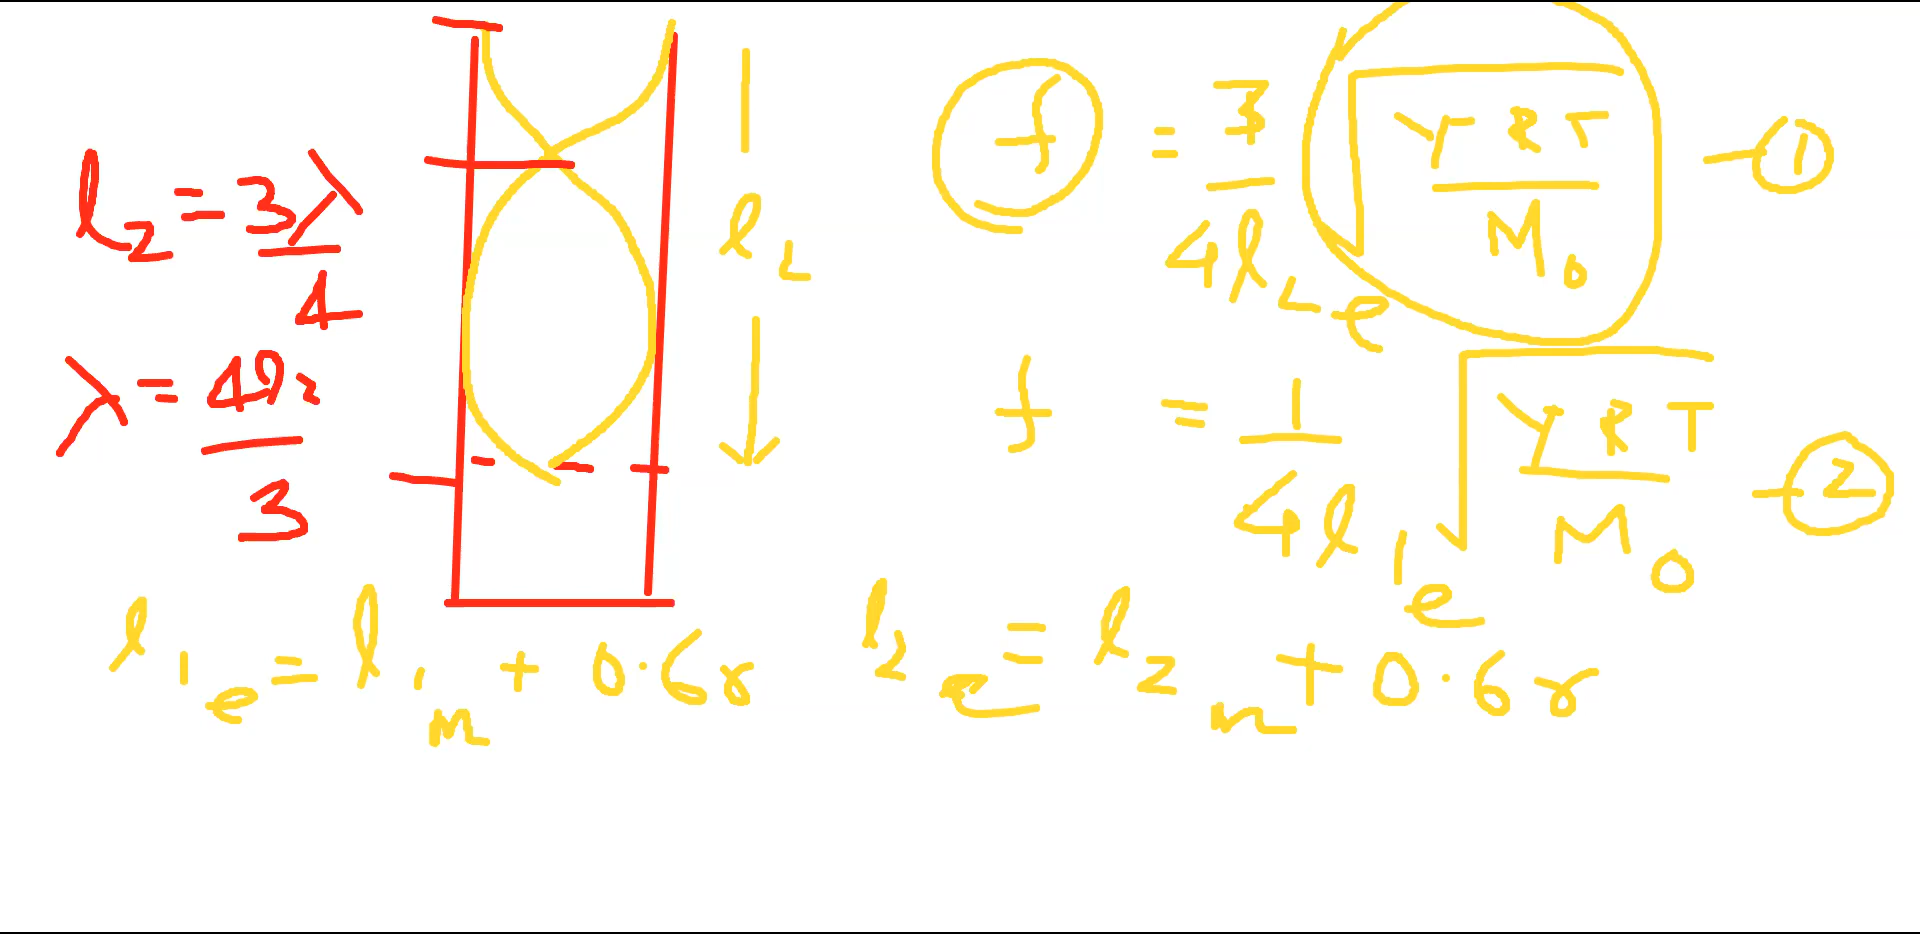 l₂ = 3λ/4
λ = 4l₂/3
l₂
f = 3/(4l₂ₑ) √(γRT/M₀) — ①
f = 1/(4l₁ₑ) √(γRT/M₀) — ②
l₁ₑ = l₁ₘ + 0.6r
l₂ₑ = l₂ₘ + 0.6r